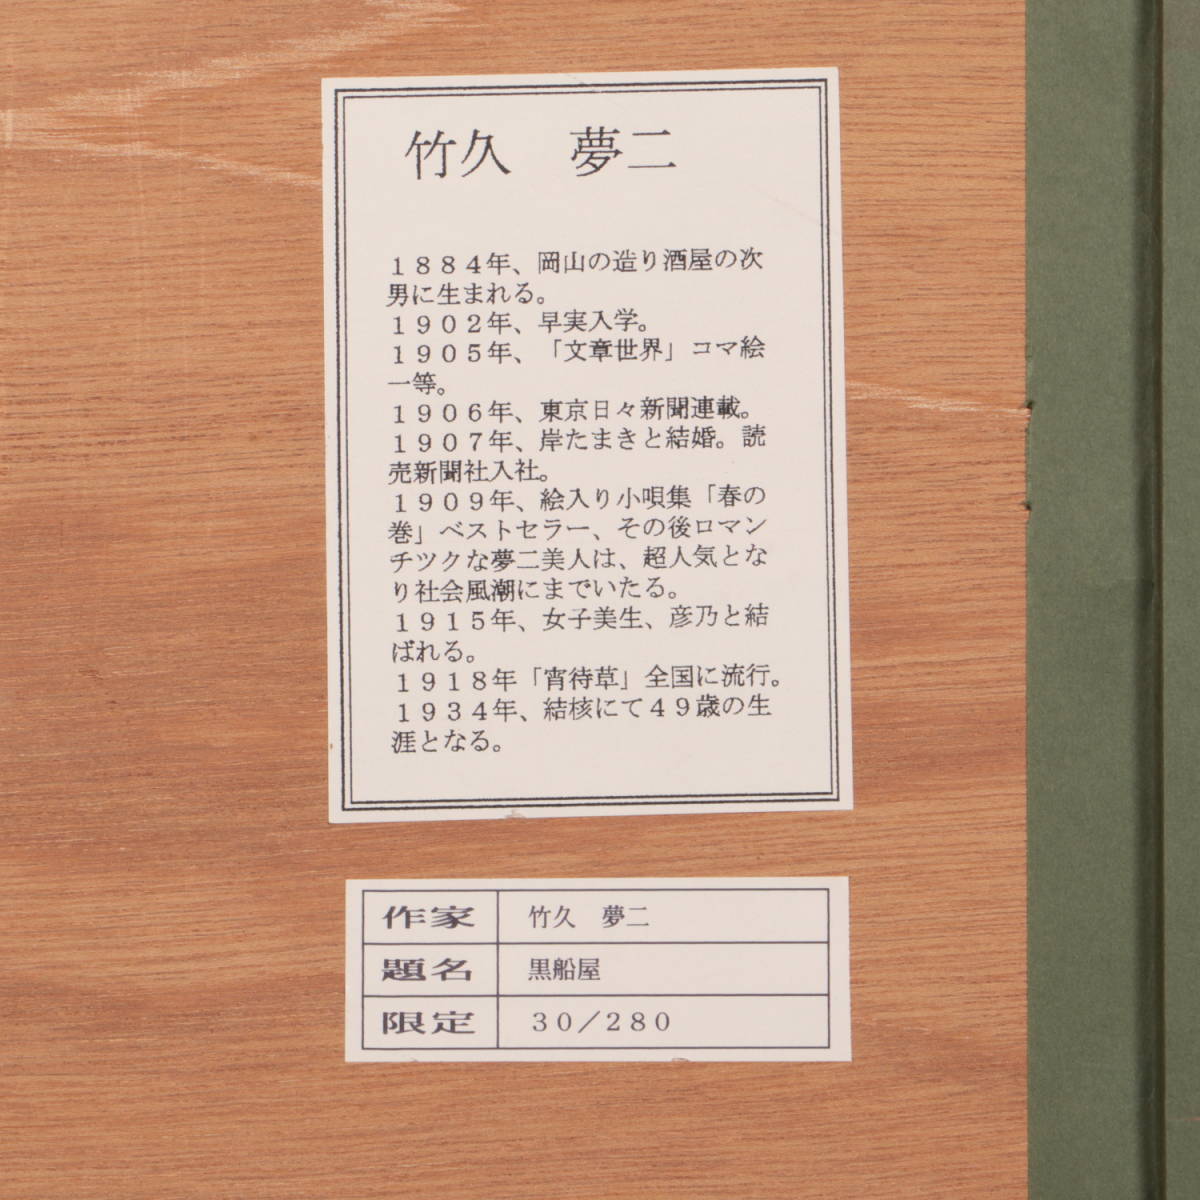 竹久　夢二
１８８４年、岡山の造り酒屋の次
男に生まれる。
１９０２年、早実入学。
１９０５年、「文章世界」コマ絵
一等。
１９０６年、東京日々新聞連載。
１９０７年、岸たまきと結婚。読
売新聞社入社。
１９０９年、絵入り小唄集「春の
巻」ベストセラー、その後ロマン
チツクな夢二美人は、超人気とな
り社会風潮にまでいたる。
１９１５年、女子美生、彦乃と結
ばれる。
１９１８年「宵待草」全国に流行。
１９３４年、結核にて４９歳の生
涯となる。
作家　竹久　夢二
題名　黒船屋
限定　３０／２８０